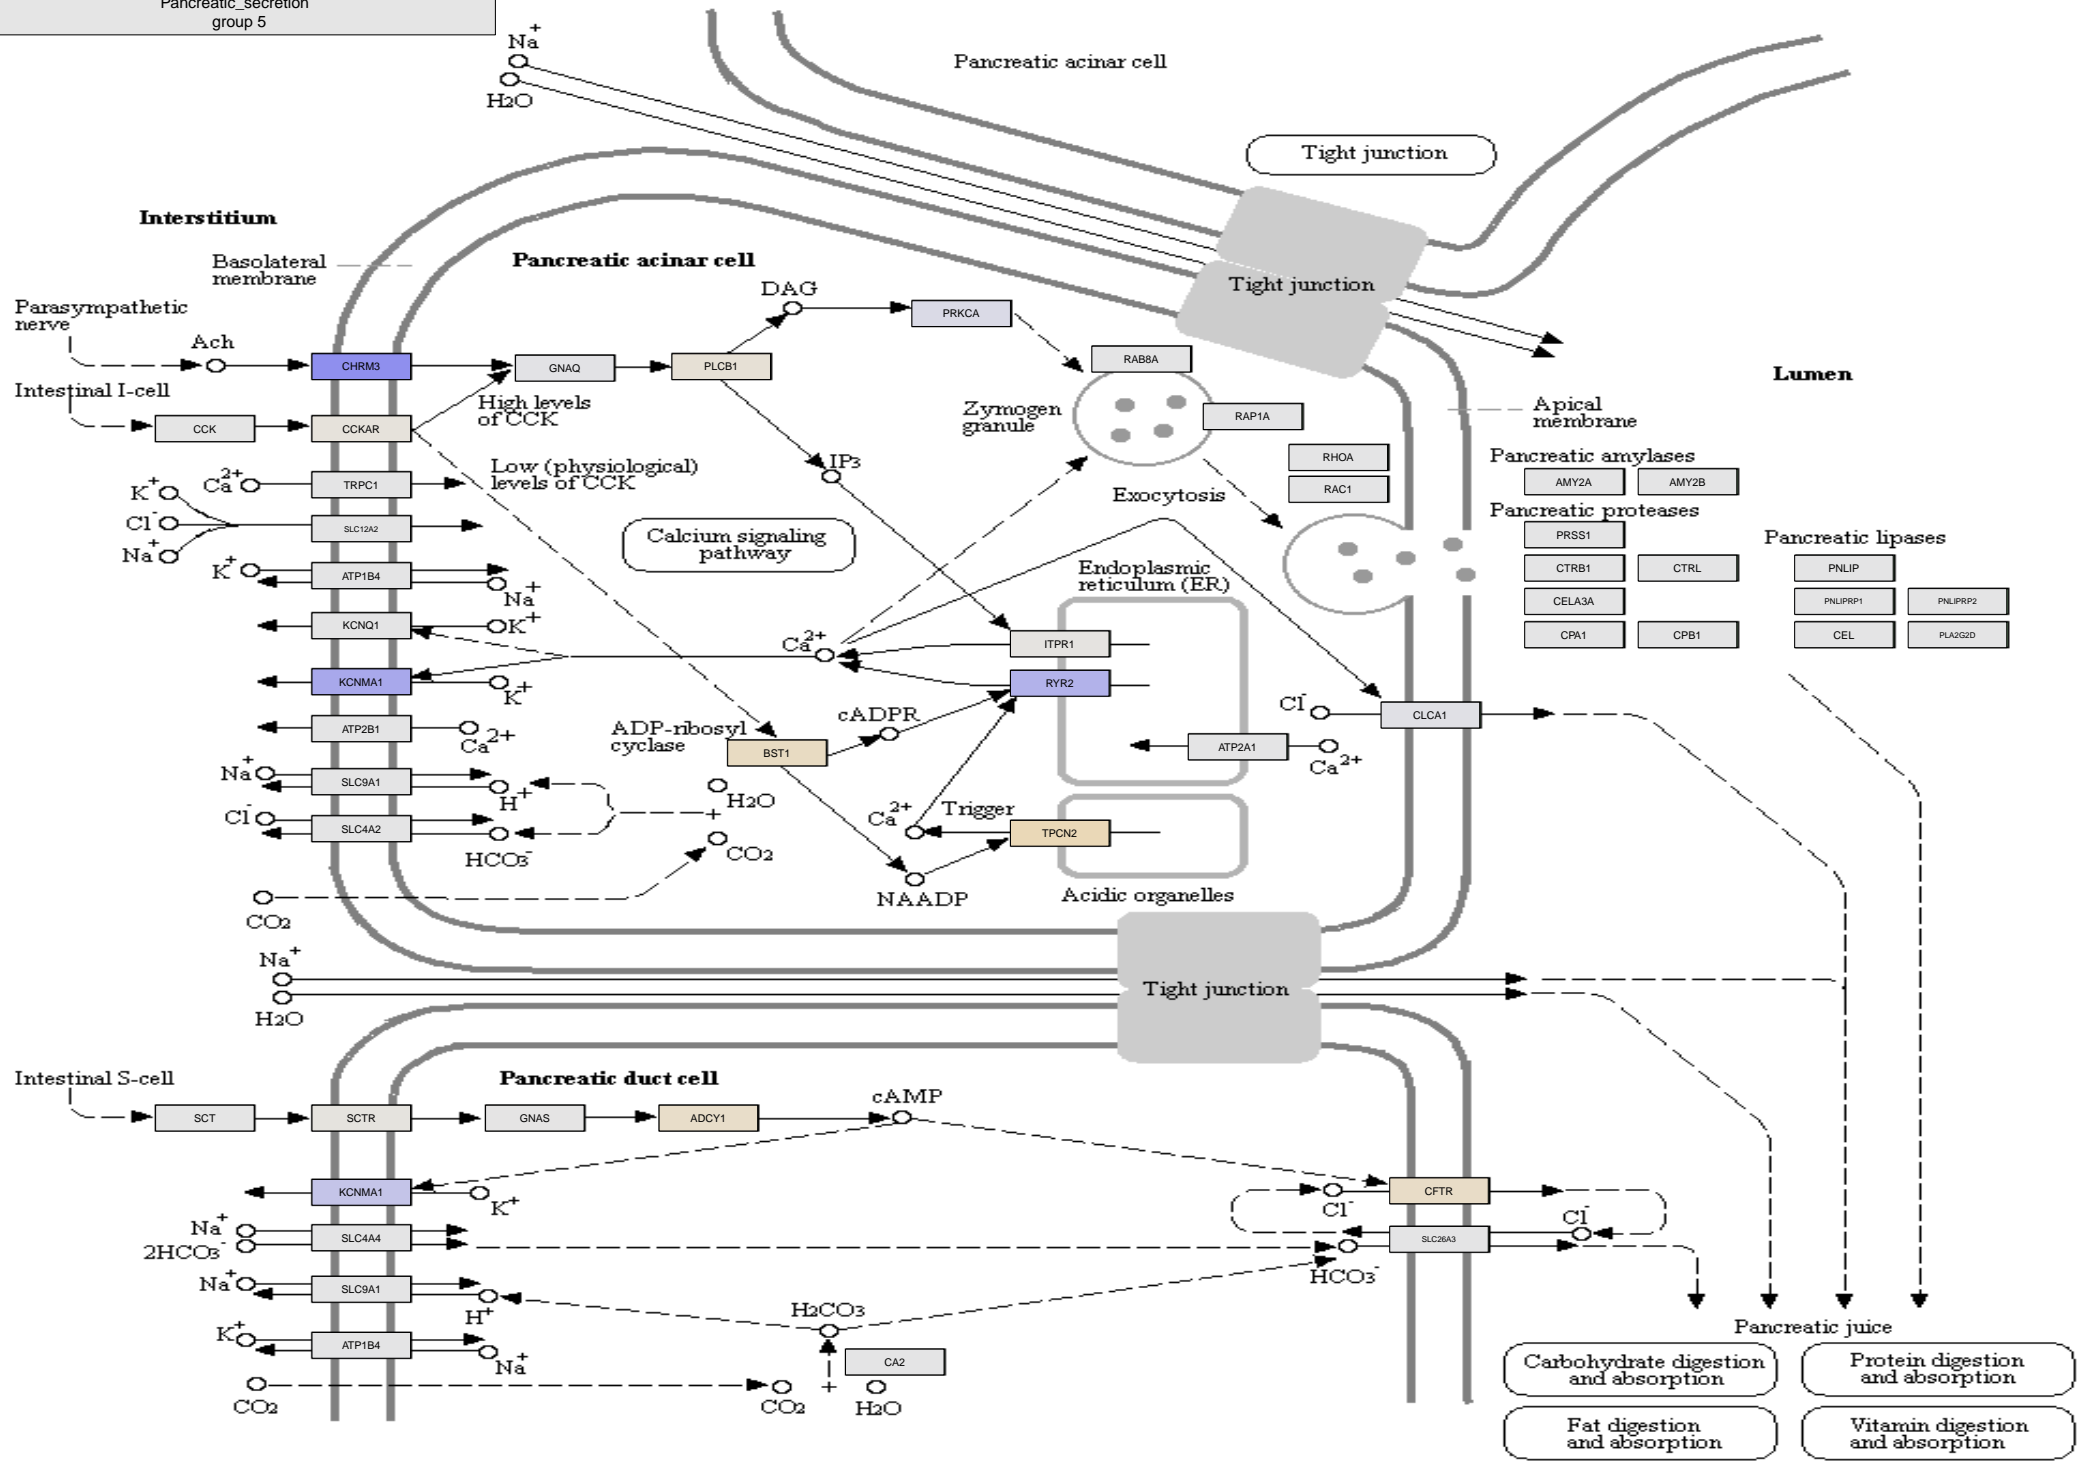 Pancreatic_secretion
group 5
Na+
H2O
Pancreatic acinar cell
Tight junction
Interstitium
Basolateral
membrane
Pancreatic acinar cell
Tight junction
Parasympathetic
nerve
Ach
DAG
PRKCA
CHRM3
GNAQ
PLCB1
RAB8A
Lumen
Intestinal I-cell
High levels
of CCK
CCK
CCKAR
Zymogen
granule
RAP1A
Apical
membrane
Low (physiological)
levels of CCK
IP3
RHOA
RAC1
Pancreatic amylases
AMY2A
AMY2B
Ca2+
TRPC1
K+
Cl-
Na+
SLC12A2
Exocytosis
Pancreatic proteases
PRSS1
Calcium signaling
pathway
Pancreatic lipases
K+
ATP1B4
Na+
Endoplasmic
reticulum (ER)
CTRB1
CTRL
PNLIP
CELA3A
PNLIPRP1
PNLIPRP2
KCNQ1
K+
Ca2+
ITPR1
CPA1
CPB1
CEL
PLA2G2D
KCNMA1
K+
RYR2
ATP2B1
Ca2+
ADP-ribosyl
cyclase
cADPR
BST1
Cl-
CLCA1
ATP2A1
Ca2+
Na+
SLC9A1
H+
H2O
+
Cl-
SLC4A2
HCO3-
CO2
Ca2+
Trigger
TPCN2
NAADP
Acidic organelles
CO2
Na+
H2O
Tight junction
Intestinal S-cell
Pancreatic duct cell
cAMP
SCT
SCTR
GNAS
ADCY1
KCNMA1
K+
CFTR
Cl-
Cl-
Na+
2HCO3-
SLC4A4
SLC26A3
HCO3-
Na+
SLC9A1
H+
H2CO3
K+
ATP1B4
Na+
CA2
CO2
CO2
+
H2O
Pancreatic juice
Carbohydrate digestion
and absorption
Protein digestion
and absorption
Fat digestion
and absorption
Vitamin digestion
and absorption